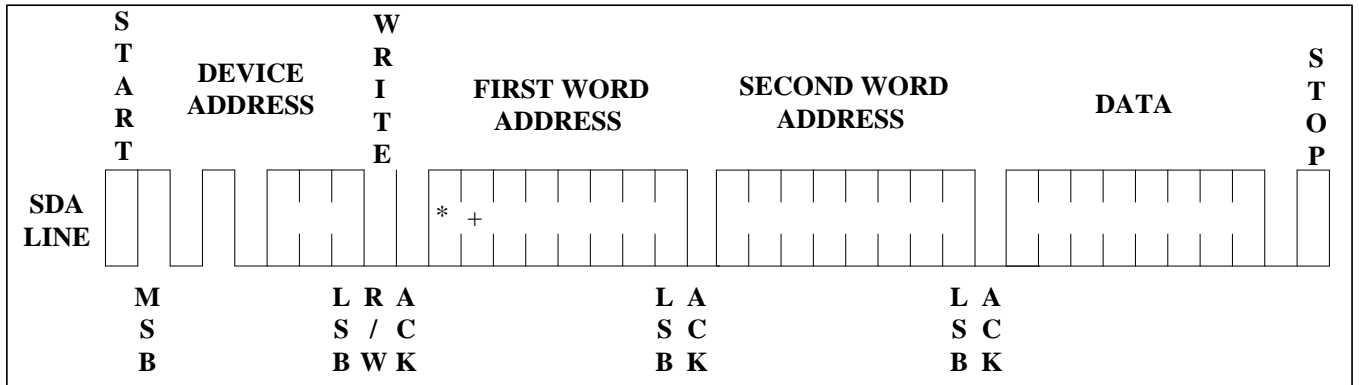 START
WRITE
STOP
DEVICE
ADDRESS
FIRST WORD
ADDRESS
SECOND WORD
ADDRESS
DATA
SDA
LINE
* +
MSB
LSB
R/W
ACK
LSB
ACK
LSB
ACK